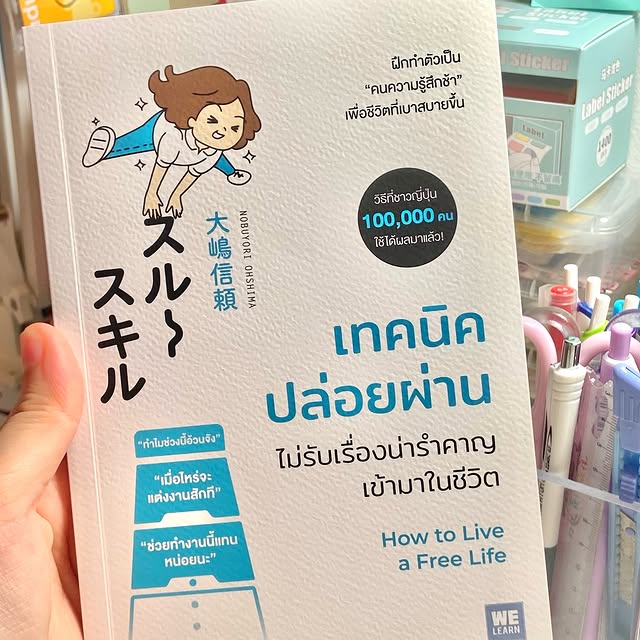 ฝึกทำตัวเป็น
“คนความรู้สึกช้า”
เพื่อชีวิตที่เบาสบายขึ้น
วิธีที่ชาวญี่ปุ่น
100,000 คน
ใช้ได้ผลมาแล้ว!
スル〜
スキル
大嶋信頼
NOBUYORI OHSHIMA
เทคนิค
ปล่อยผ่าน
ไม่รับเรื่องน่ารำคาญ
เข้ามาในชีวิต
How to Live
a Free Life
“ทำไมช่วงนี้อ้วนจัง”
“เมื่อไหร่จะ
แต่งงานสักที”
“ช่วยทำงานนี้แทน
หน่อยนะ”
WE
LEARN
Sticker
Label Sticker
Label